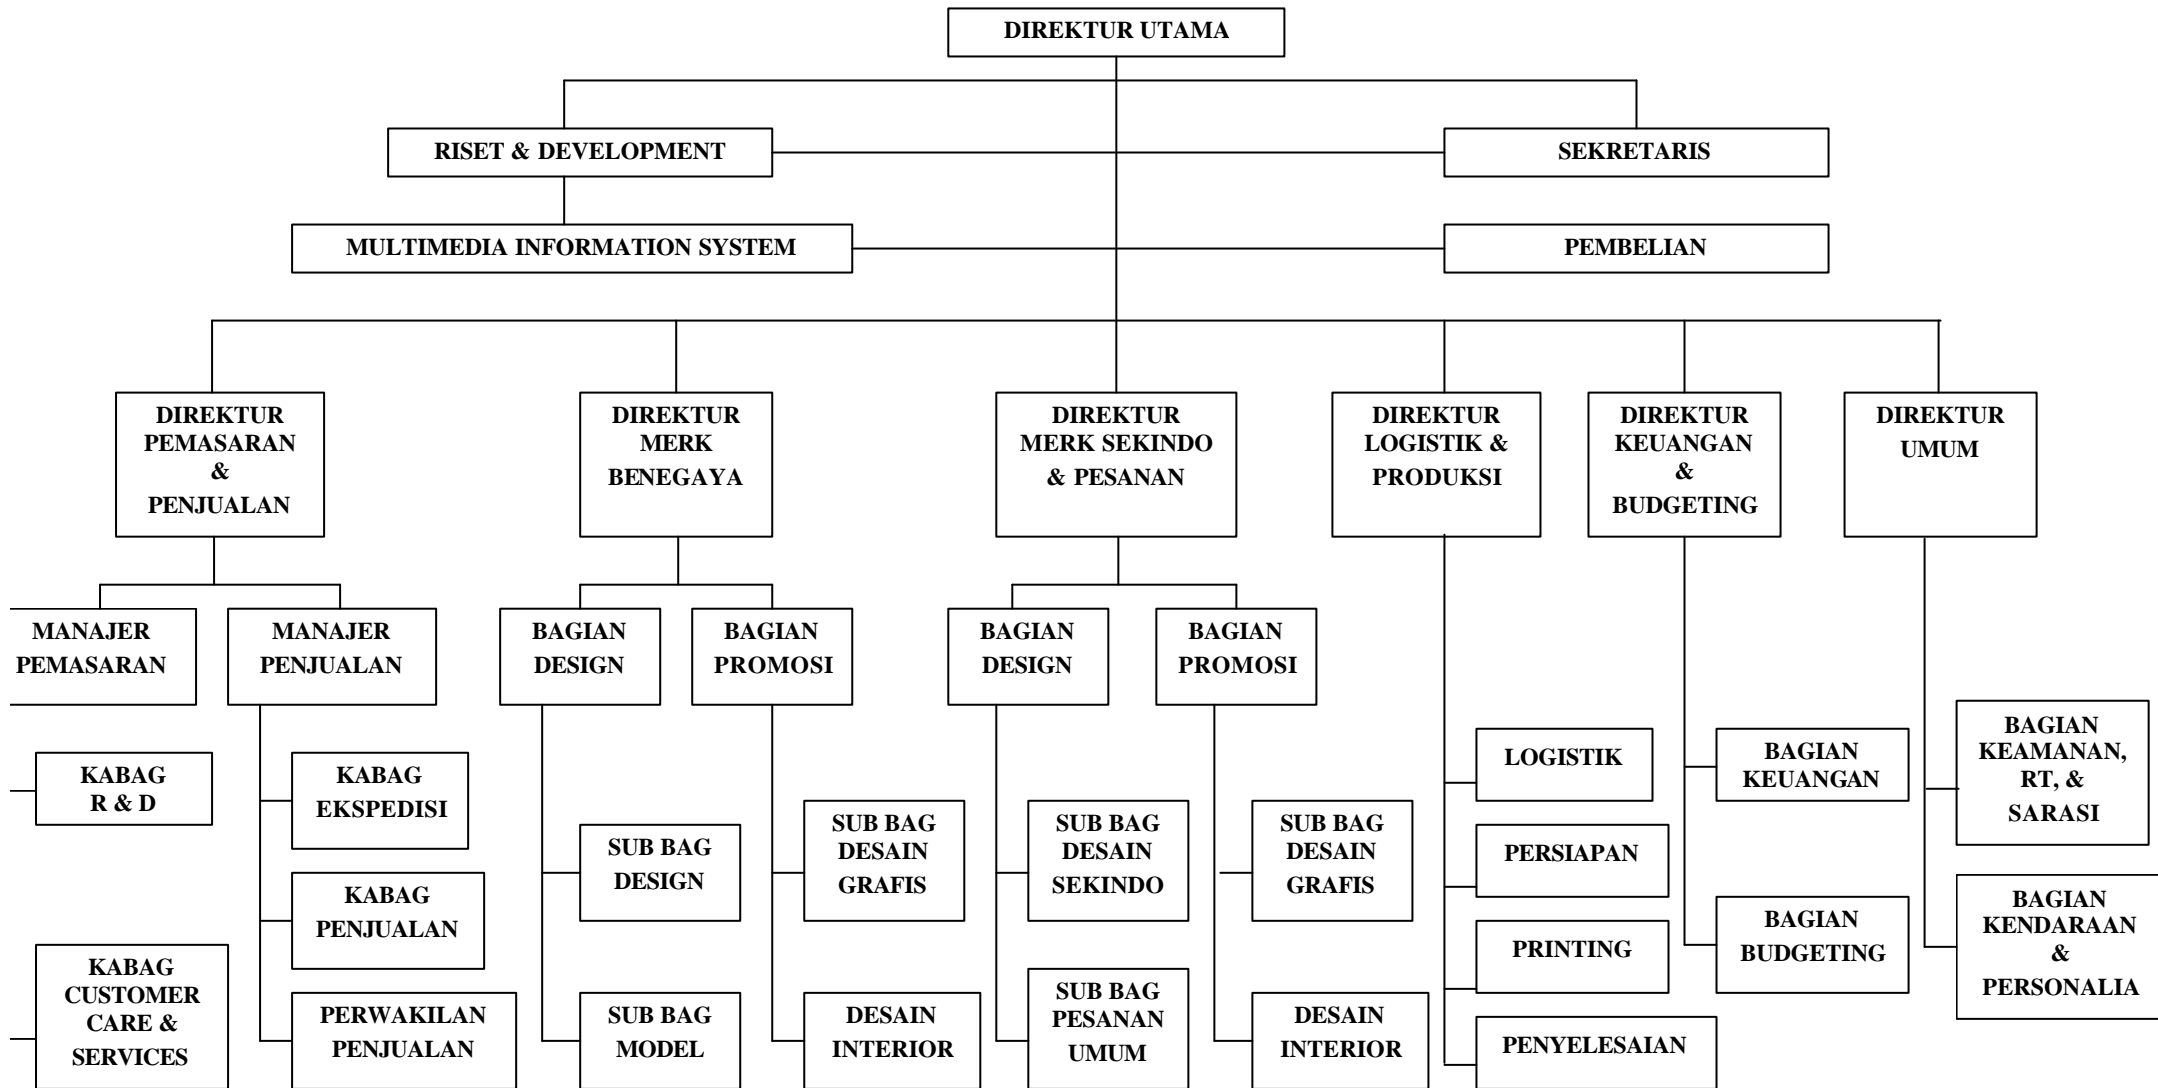 DIREKTUR UTAMA
RISET & DEVELOPMENT
SEKRETARIS
MULTIMEDIA INFORMATION SYSTEM
PEMBELIAN
DIREKTUR
PEMASARAN
&
PENJUALAN
DIREKTUR
MERK
BENEGAYA
DIREKTUR
MERK SEKINDO
& PESANAN
DIREKTUR
LOGISTIK &
PRODUKSI
DIREKTUR
KEUANGAN
&
BUDGETING
DIREKTUR
UMUM
MANAJER
PEMASARAN
MANAJER
PENJUALAN
BAGIAN
DESIGN
BAGIAN
PROMOSI
BAGIAN
DESIGN
BAGIAN
PROMOSI
KABAG
R & D
KABAG
CUSTOMER
CARE &
SERVICES
KABAG
EKSPEDISI
KABAG
PENJUALAN
PERWAKILAN
PENJUALAN
SUB BAG
DESIGN
SUB BAG
MODEL
SUB BAG
DESAIN
GRAFIS
DESAIN
INTERIOR
SUB BAG
DESAIN
SEKINDO
SUB BAG
PESANAN
UMUM
SUB BAG
DESAIN
GRAFIS
DESAIN
INTERIOR
LOGISTIK
PERSIAPAN
PRINTING
PENYELESAIAN
BAGIAN
KEUANGAN
BAGIAN
BUDGETING
BAGIAN
KEAMANAN,
RT, &
SARASI
BAGIAN
KENDARAAN
&
PERSONALIA